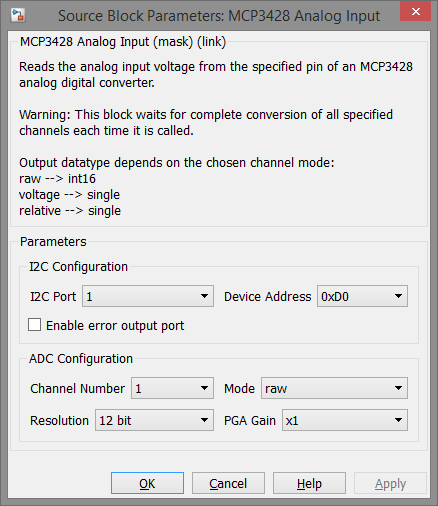 Source Block Parameters: MCP3428 Analog Input
MCP3428 Analog Input (mask) (link)
Reads the analog input voltage from the specified pin of an MCP3428
analog digital converter.
Warning: This block waits for complete conversion of all specified
channels each time it is called.
Output datatype depends on the chosen channel mode:
raw --> int16
voltage --> single
relative --> single
Parameters
I2C Configuration
I2C Port 1 Device Address 0xD0
Enable error output port
ADC Configuration
Channel Number 1 Mode raw
Resolution 12 bit PGA Gain x1
OK Cancel Help Apply